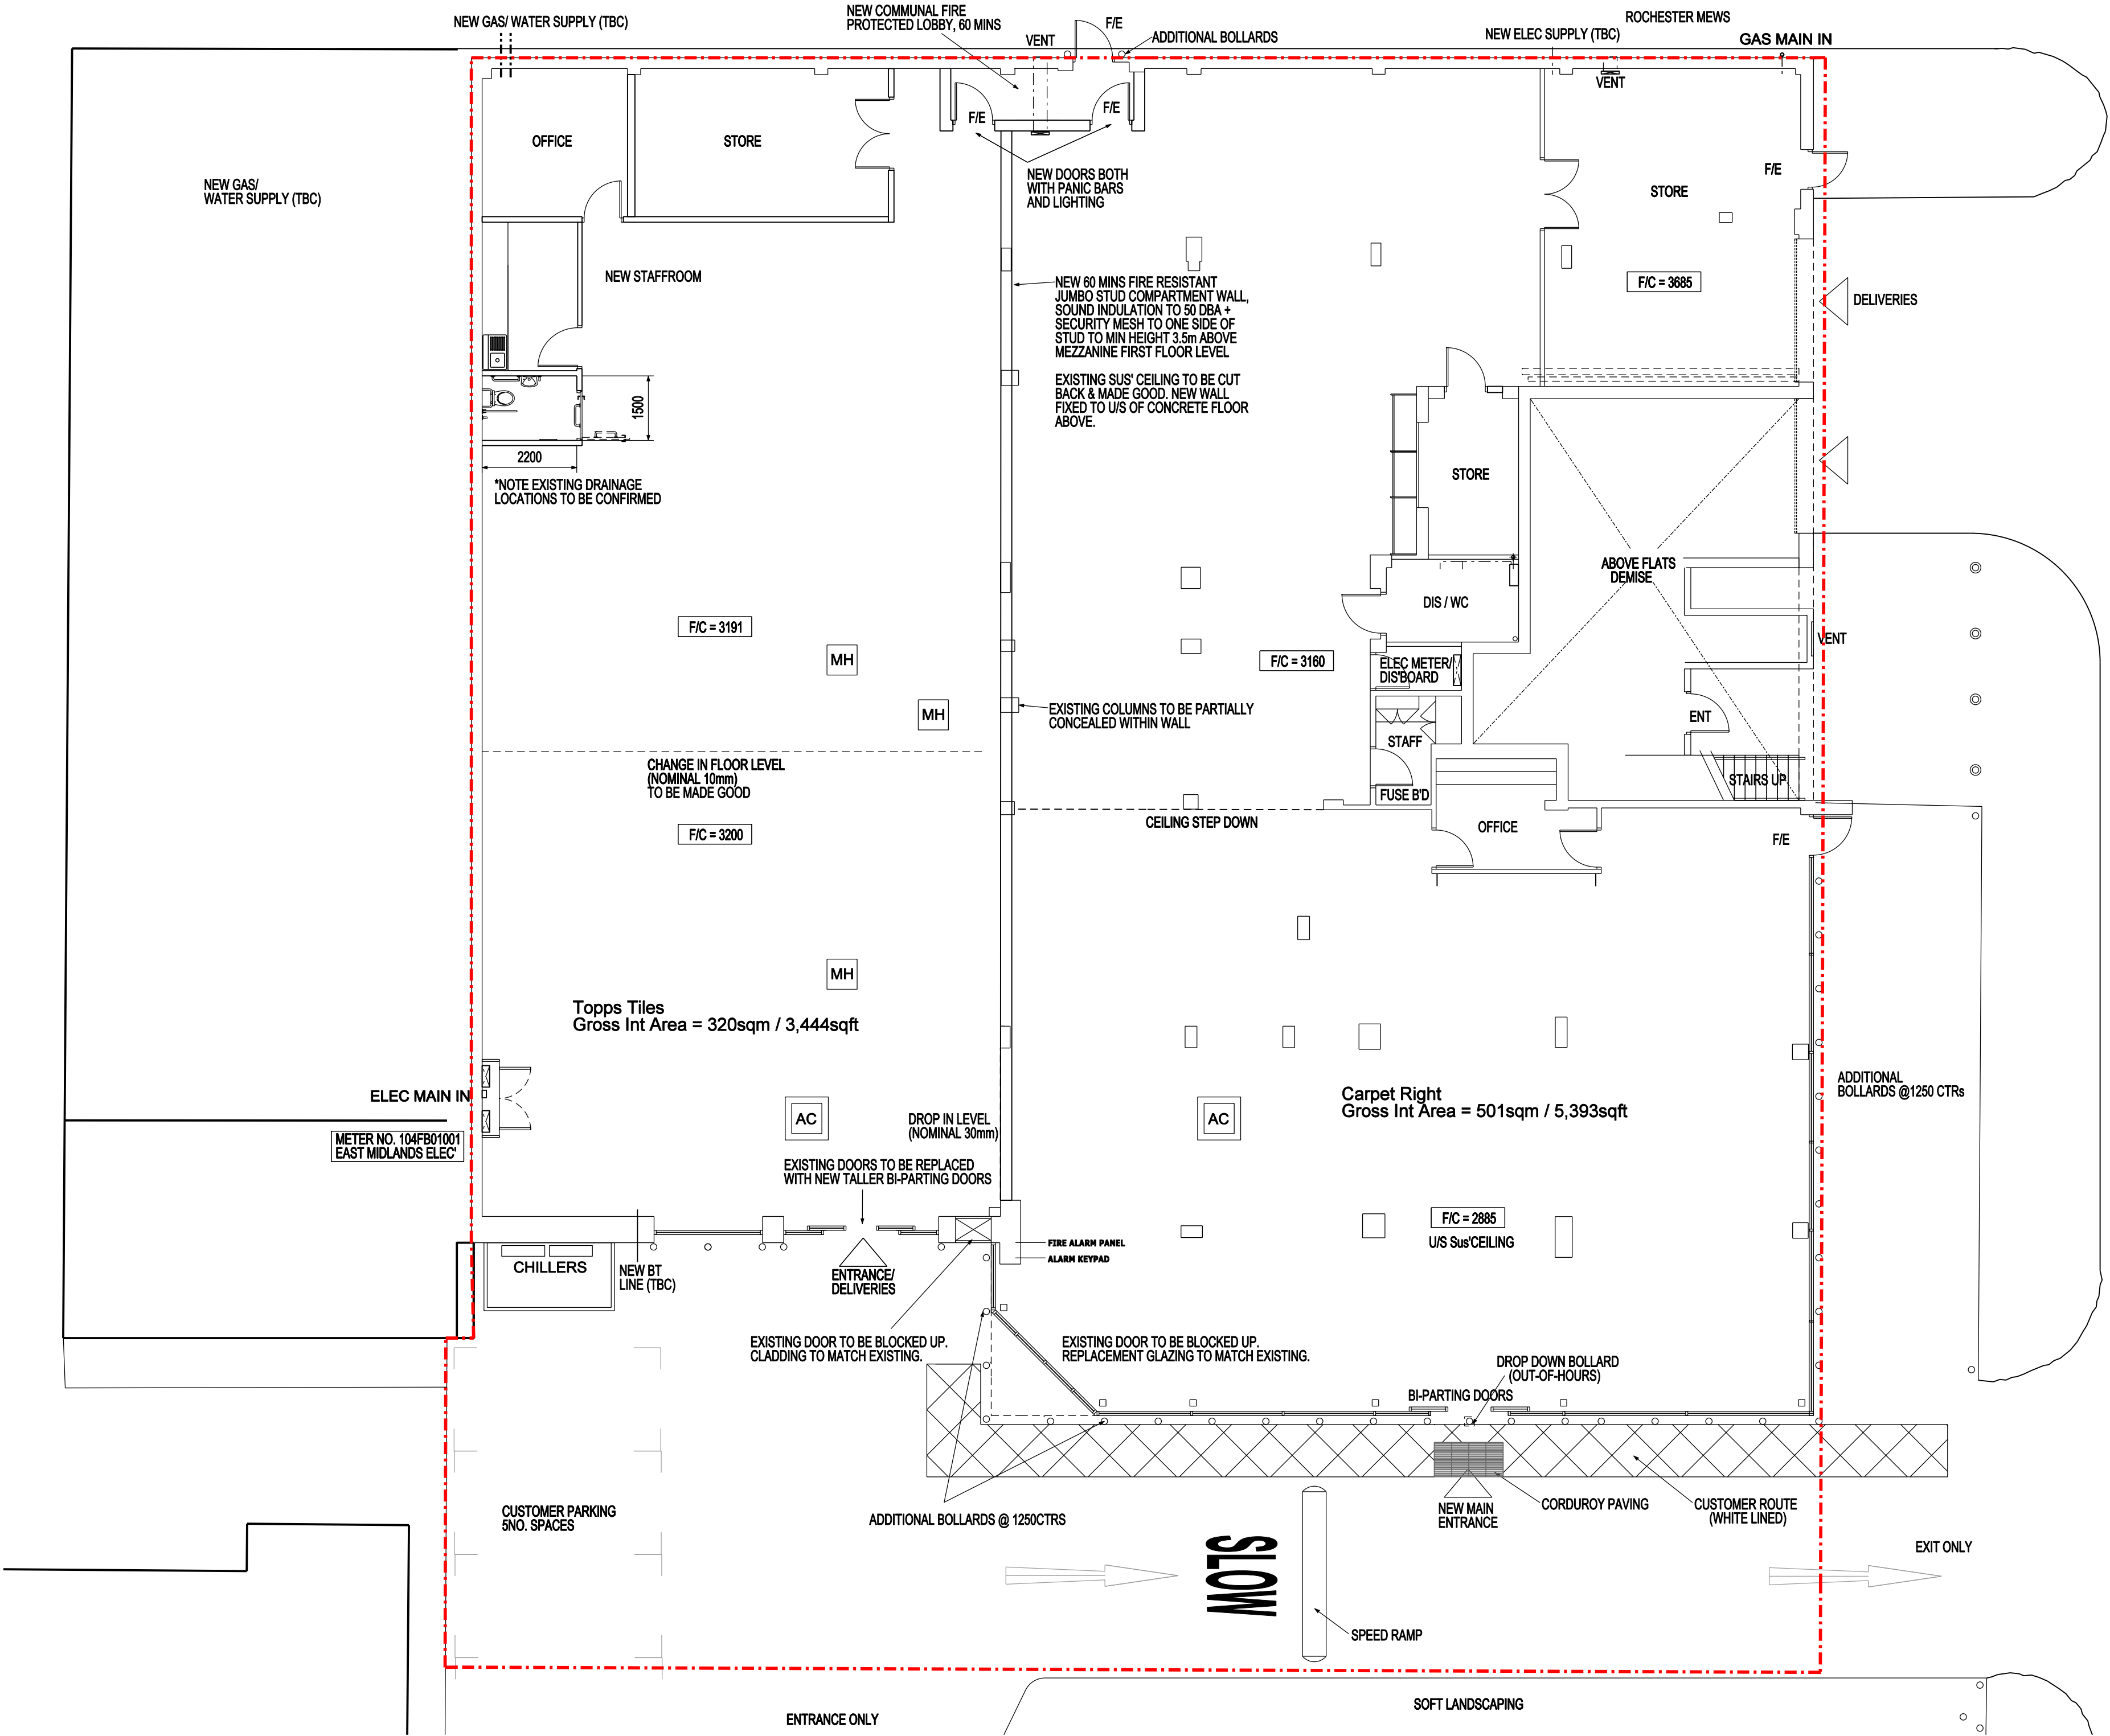 NEW GAS/ WATER SUPPLY (TBC)
NEW COMMUNAL FIRE
PROTECTED LOBBY, 60 MINS
F/E
VENT
ADDITIONAL BOLLARDS
ROCHESTER MEWS
NEW ELEC SUPPLY (TBC)
GAS MAIN IN
VENT
F/E
F/E
OFFICE
STORE
NEW DOORS BOTH
WITH PANIC BARS
AND LIGHTING
F/E
STORE
NEW GAS/
WATER SUPPLY (TBC)
NEW STAFFROOM
NEW 60 MINS FIRE RESISTANT
JUMBO STUD COMPARTMENT WALL,
SOUND INDULATION TO 50 DBA +
SECURITY MESH TO ONE SIDE OF
STUD TO MIN HEIGHT 3.5m ABOVE
MEZZANINE FIRST FLOOR LEVEL
EXISTING SUS' CEILING TO BE CUT
BACK & MADE GOOD. NEW WALL
FIXED TO U/S OF CONCRETE FLOOR
ABOVE.
F/C = 3685
DELIVERIES
1500
2200
*NOTE EXISTING DRAINAGE
LOCATIONS TO BE CONFIRMED
STORE
ABOVE FLATS
DEMISE
DIS / WC
F/C = 3191
MH
F/C = 3160
ELEC METER/
DIS'BOARD
VENT
MH
EXISTING COLUMNS TO BE PARTIALLY
CONCEALED WITHIN WALL
STAFF
ENT
CHANGE IN FLOOR LEVEL
(NOMINAL 10mm)
TO BE MADE GOOD
STAIRS UP
FUSE B'D
F/C = 3200
CEILING STEP DOWN
OFFICE
F/E
MH
Topps Tiles
Gross Int Area = 320sqm / 3,444sqft
ELEC MAIN IN
METER NO. 104FB01001
EAST MIDLANDS ELEC'
AC
DROP IN LEVEL
(NOMINAL 30mm)
AC
Carpet Right
Gross Int Area = 501sqm / 5,393sqft
ADDITIONAL
BOLLARDS @1250 CTRs
EXISTING DOORS TO BE REPLACED
WITH NEW TALLER BI-PARTING DOORS
F/C = 2885
U/S Sus'CEILING
FIRE ALARM PANEL
ALARM KEYPAD
CHILLERS
NEW BT
LINE (TBC)
ENTRANCE/
DELIVERIES
EXISTING DOOR TO BE BLOCKED UP.
CLADDING TO MATCH EXISTING.
EXISTING DOOR TO BE BLOCKED UP.
REPLACEMENT GLAZING TO MATCH EXISTING.
DROP DOWN BOLLARD
(OUT-OF-HOURS)
BI-PARTING DOORS
CUSTOMER PARKING
5NO. SPACES
ADDITIONAL BOLLARDS @ 1250CTRS
NEW MAIN
ENTRANCE
CORDUROY PAVING
CUSTOMER ROUTE
(WHITE LINED)
SLOW
EXIT ONLY
SPEED RAMP
ENTRANCE ONLY
SOFT LANDSCAPING